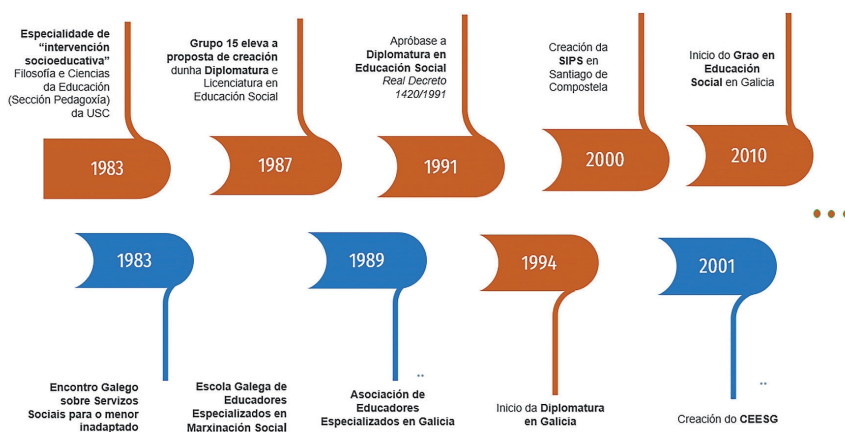 Especialidade de
“intervención
socioeducativa”
Filosofía e Ciencias
da Educación
(Sección Pedagoxía)
da USC
1983
Grupo 15 eleva a
proposta de creación
dunha Diplomatura e
Licenciatura en
Educación Social
1987
Apróbase a
Diplomatura en
Educación Social
Real Decreto
1420/1991
1991
Creación da
SIPS en
Santiago de
Compostela
2000
Inicio do Grao en
Educación
Social en Galicia
2010
1983
Encontro Galego
sobre Servizos
Sociais para o menor
inadaptado
Escola Galega de
Educadores
Especializados en
Marxinación Social
1989
Asociación de
Educadores
Especializados en Galicia
1994
Inicio da Diplomatura
en Galicia
2001
Creación do CEESG